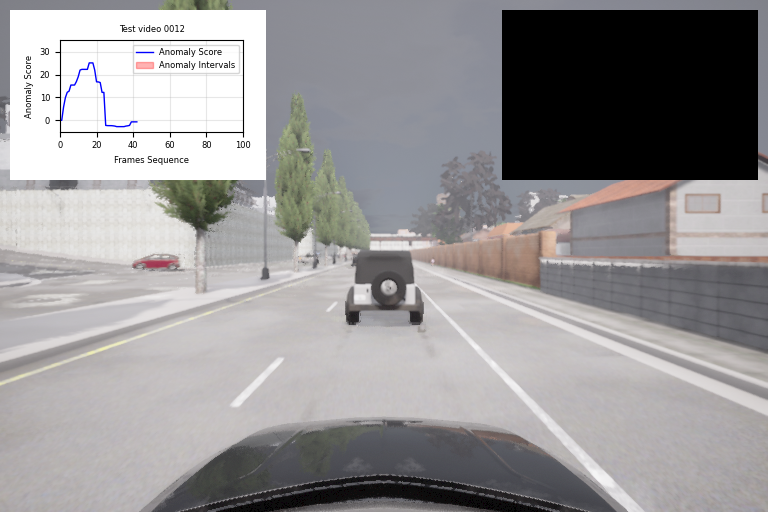 Test video 0012
Anomaly Score
Anomaly Score
Anomaly Intervals
30
20
10
0
0 20 40 60 80 100
Frames Sequence